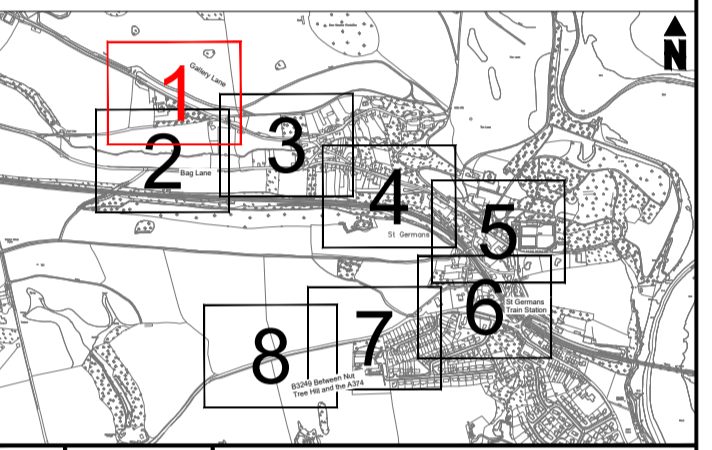 N
Gallery Lane
1
3
2
Bag Lane
4
5
St Germans
6
St Germans
Train Station
7
8
B3249 Between Nut
Tree Hill and the A374